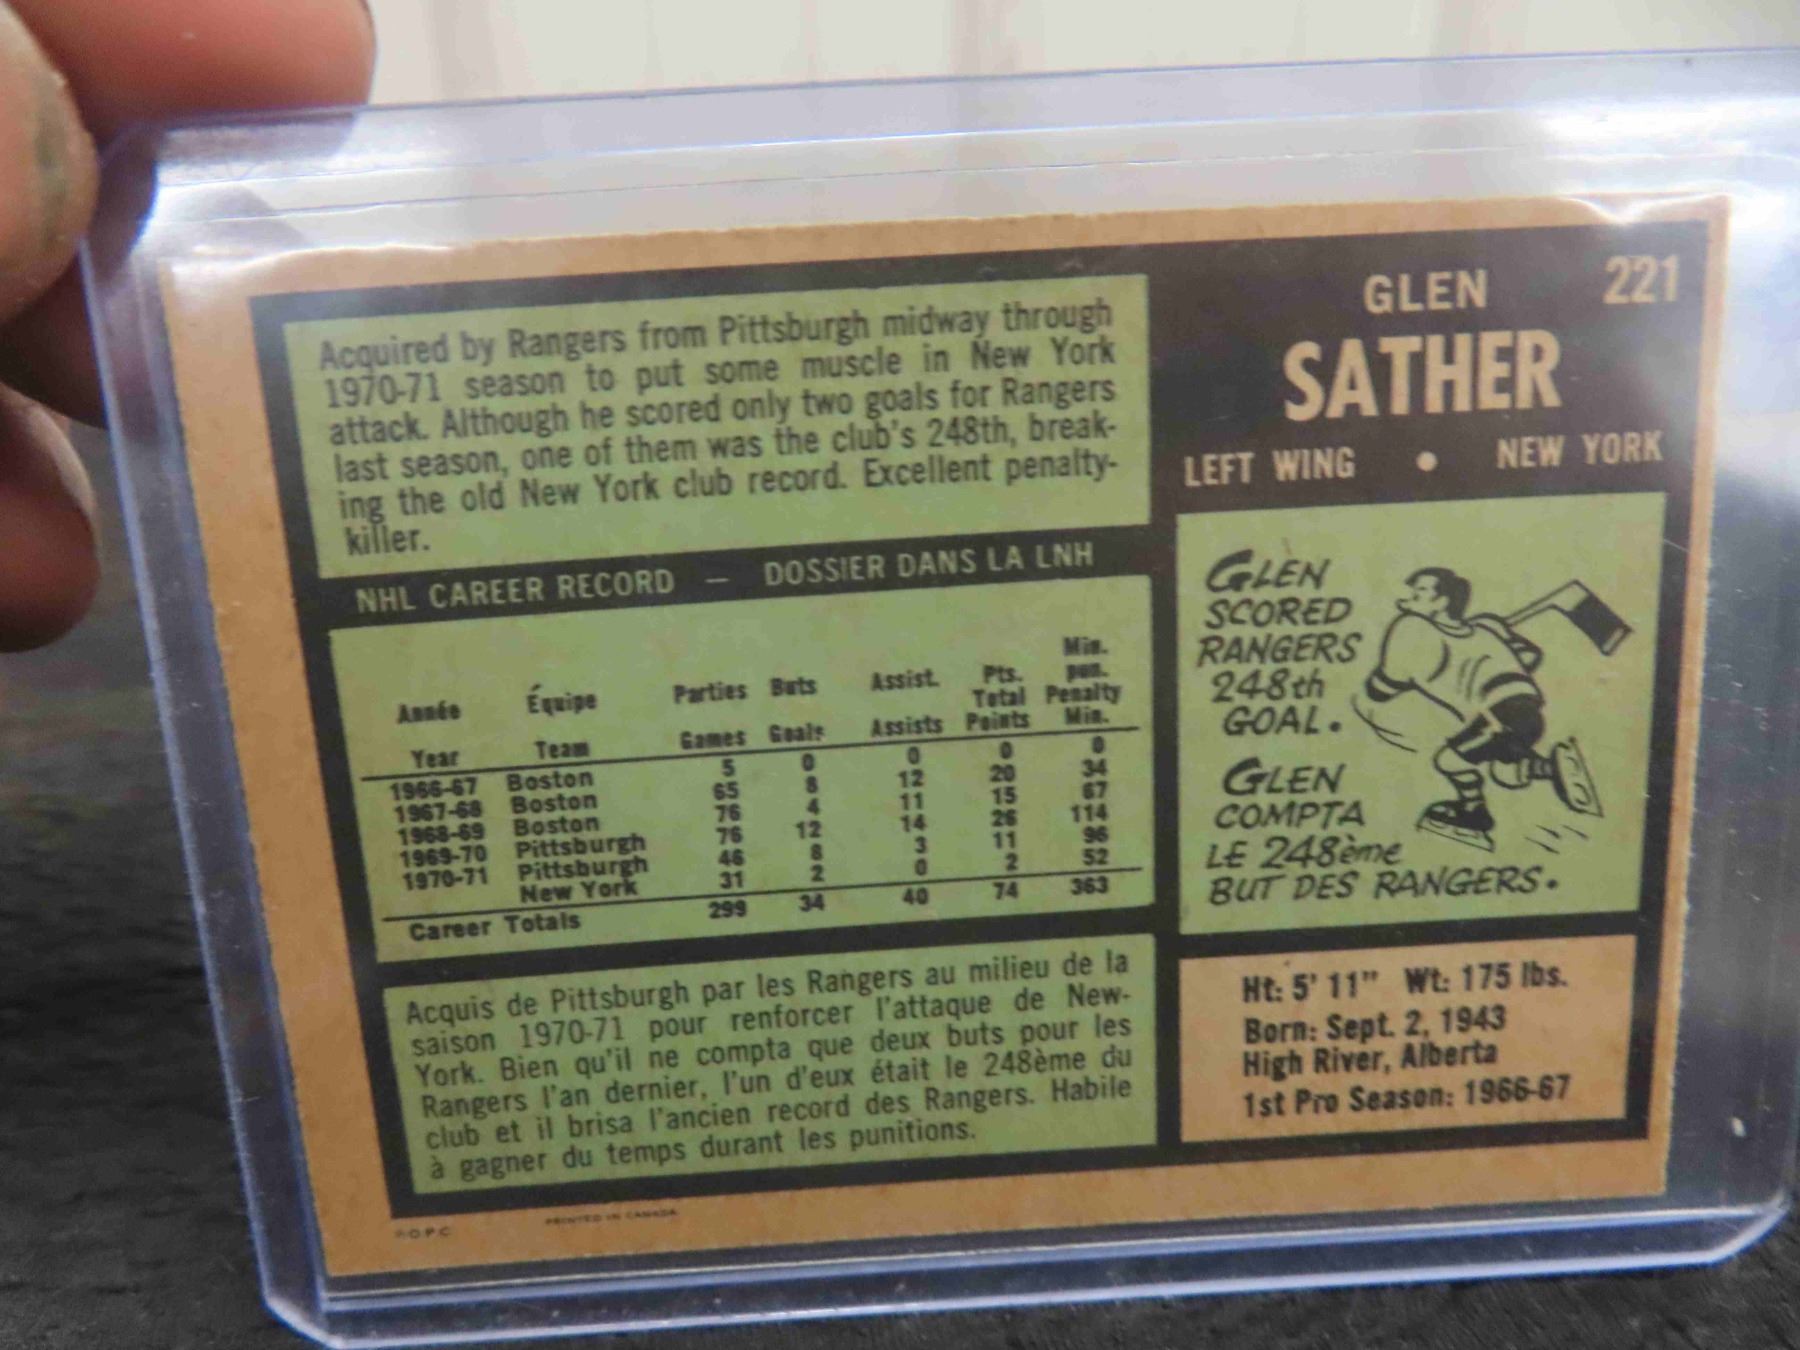 Acquired by Rangers from Pittsburgh midway through
1970-71 season to put some muscle in New York
attack. Although he scored only two goals for Rangers
last season, one of them was the club's 248th, break-
ing the old New York club record. Excellent penalty-
killer.
221
GLEN
SATHER
LEFT WING • NEW YORK
NHL CAREER RECORD — DOSSIER DANS LA LNH
Année Équipe Parties Buts Assist. Pts. Total Min. pun.
Year Team Games Goals Assists Points Penalty Min.
1966-67 Boston 5 0 0 0 0
1967-68 Boston 65 8 12 20 34
1968-69 Boston 76 4 11 15 67
1969-70 Pittsburgh 76 12 14 26 114
1970-71 Pittsburgh 46 8 3 11 96
New York 31 2 0 2 52
Career Totals 299 34 40 74 363
GLEN
SCORED
RANGERS
248th
GOAL.
GLEN
COMPTA
LE 248ème
BUT DES RANGERS.
Acquis de Pittsburgh par les Rangers au milieu de la
saison 1970-71 pour renforcer l'attaque de New-
York. Bien qu'il ne compta que deux buts pour les
Rangers l'an dernier, l'un d'eux était le 248ème du
club et il brisa l'ancien record des Rangers. Habile
à gagner du temps durant les punitions.
Ht: 5' 11" Wt: 175 lbs.
Born: Sept. 2, 1943
High River, Alberta
1st Pro Season: 1966-67
©O.P.C. PRINTED IN CANADA